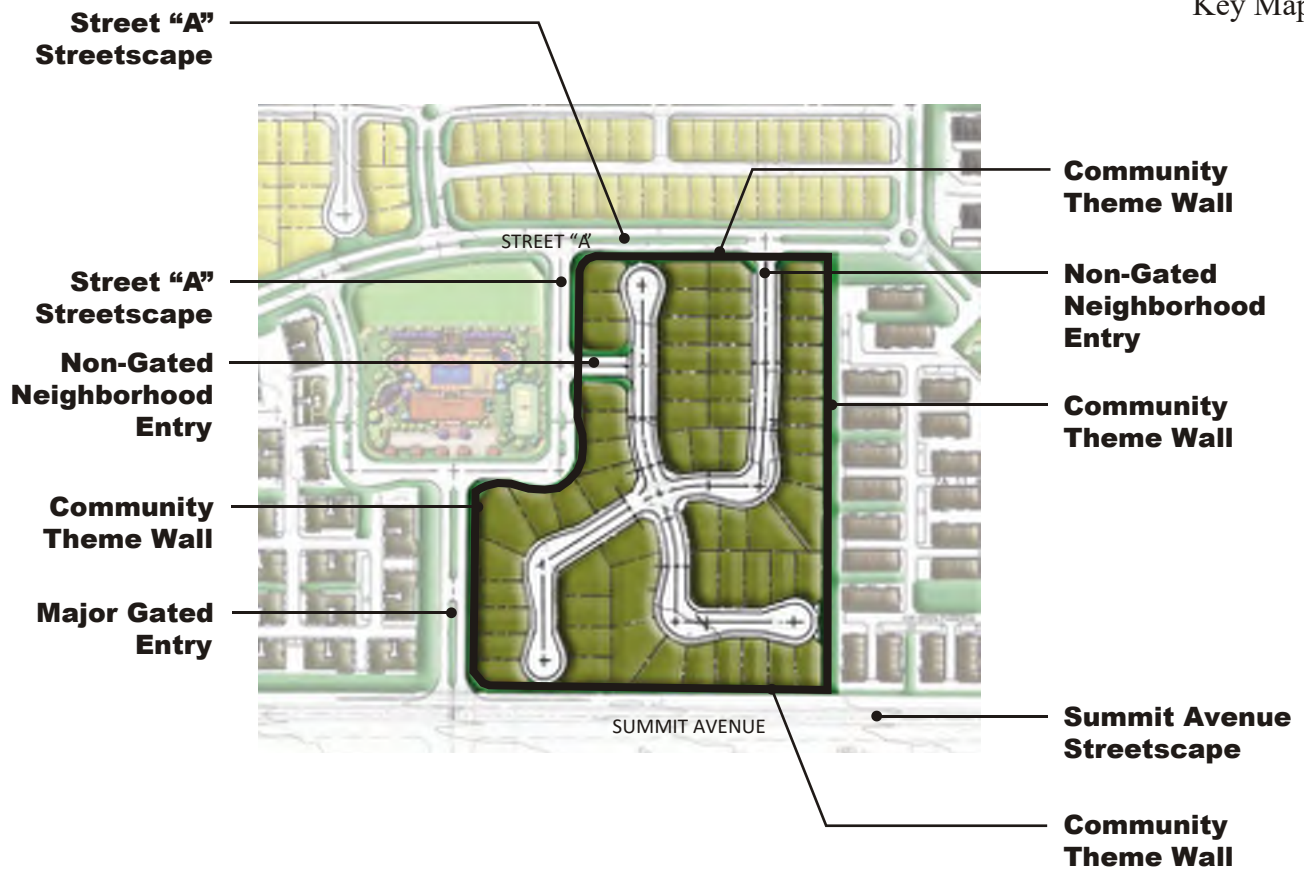 Key Map
Street “A”
Streetscape
Community
Theme Wall
STREET “A”
Street “A”
Streetscape
Non-Gated
Neighborhood
Entry
Non-Gated
Neighborhood
Entry
Community
Theme Wall
Community
Theme Wall
Major Gated
Entry
SUMMIT AVENUE
Summit Avenue
Streetscape
Community
Theme Wall